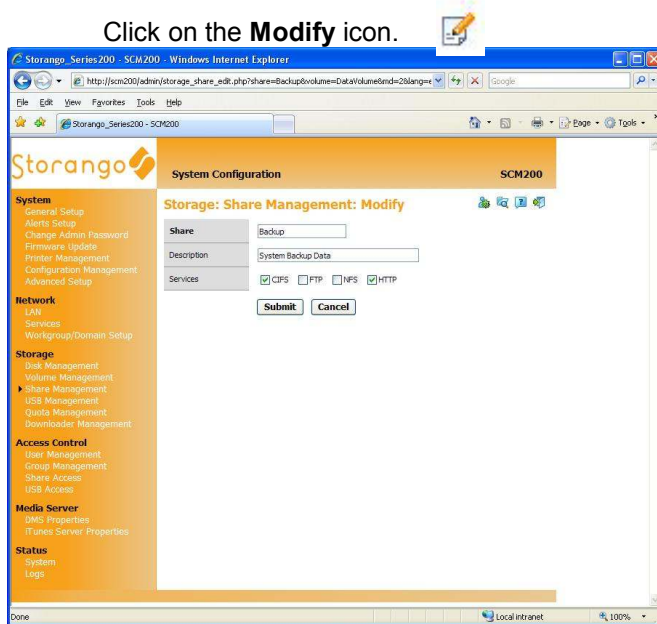 Click on the Modify icon.
Storango_Series200 - SCM200 - Windows Internet Explorer
http://scm200/admin/storage_share_edit.php?share=Backup&volume=DataVolume&md=2&lang=e
Google
File Edit View Favorites Tools Help
Storango_Series200 - SCM200
Page Tools
Storango
System Configuration
SCM200
System
General Setup
Alerts Setup
Change Admin Password
Firmware Update
Printer Management
Configuration Management
Advanced Setup
Network
LAN
Services
Workgroup/Domain Setup
Storage
Disk Management
Volume Management
Share Management
USB Management
Quota Management
Downloader Management
Access Control
User Management
Group Management
Share Access
USB Access
Media Server
DMS Properties
iTunes Server Properties
Status
System
Logs
Storage: Share Management: Modify
Share Backup
Description System Backup Data
Services CIFS FTP NFS HTTP
Submit Cancel
Done
Local intranet
100%